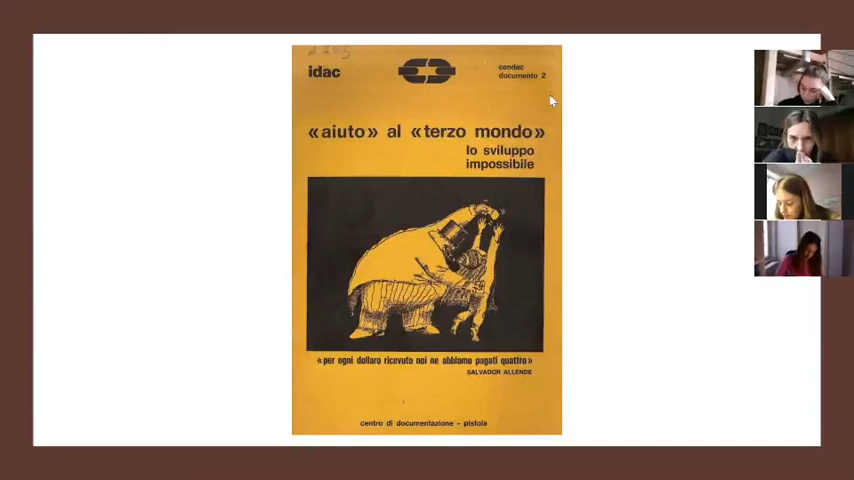 idac
cendac
documento 2
«aiuto» al «terzo mondo»
lo sviluppo
impossibile
«per ogni dollaro ricevuto noi ne abbiamo pagati quattro»
SALVADOR ALLENDE
centro di documentazione - pistoia